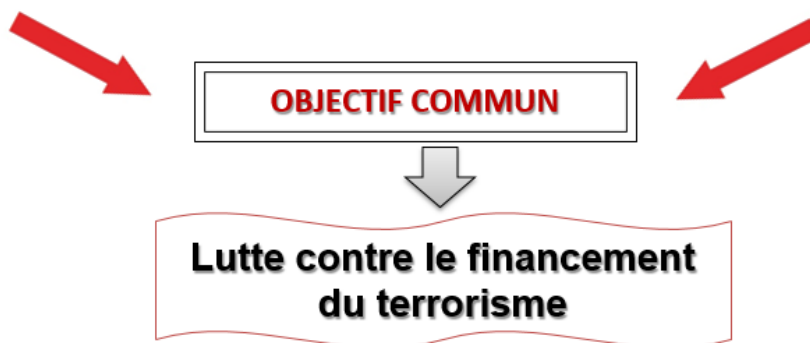 OBJECTIF COMMUN
Lutte contre le financement
du terrorisme